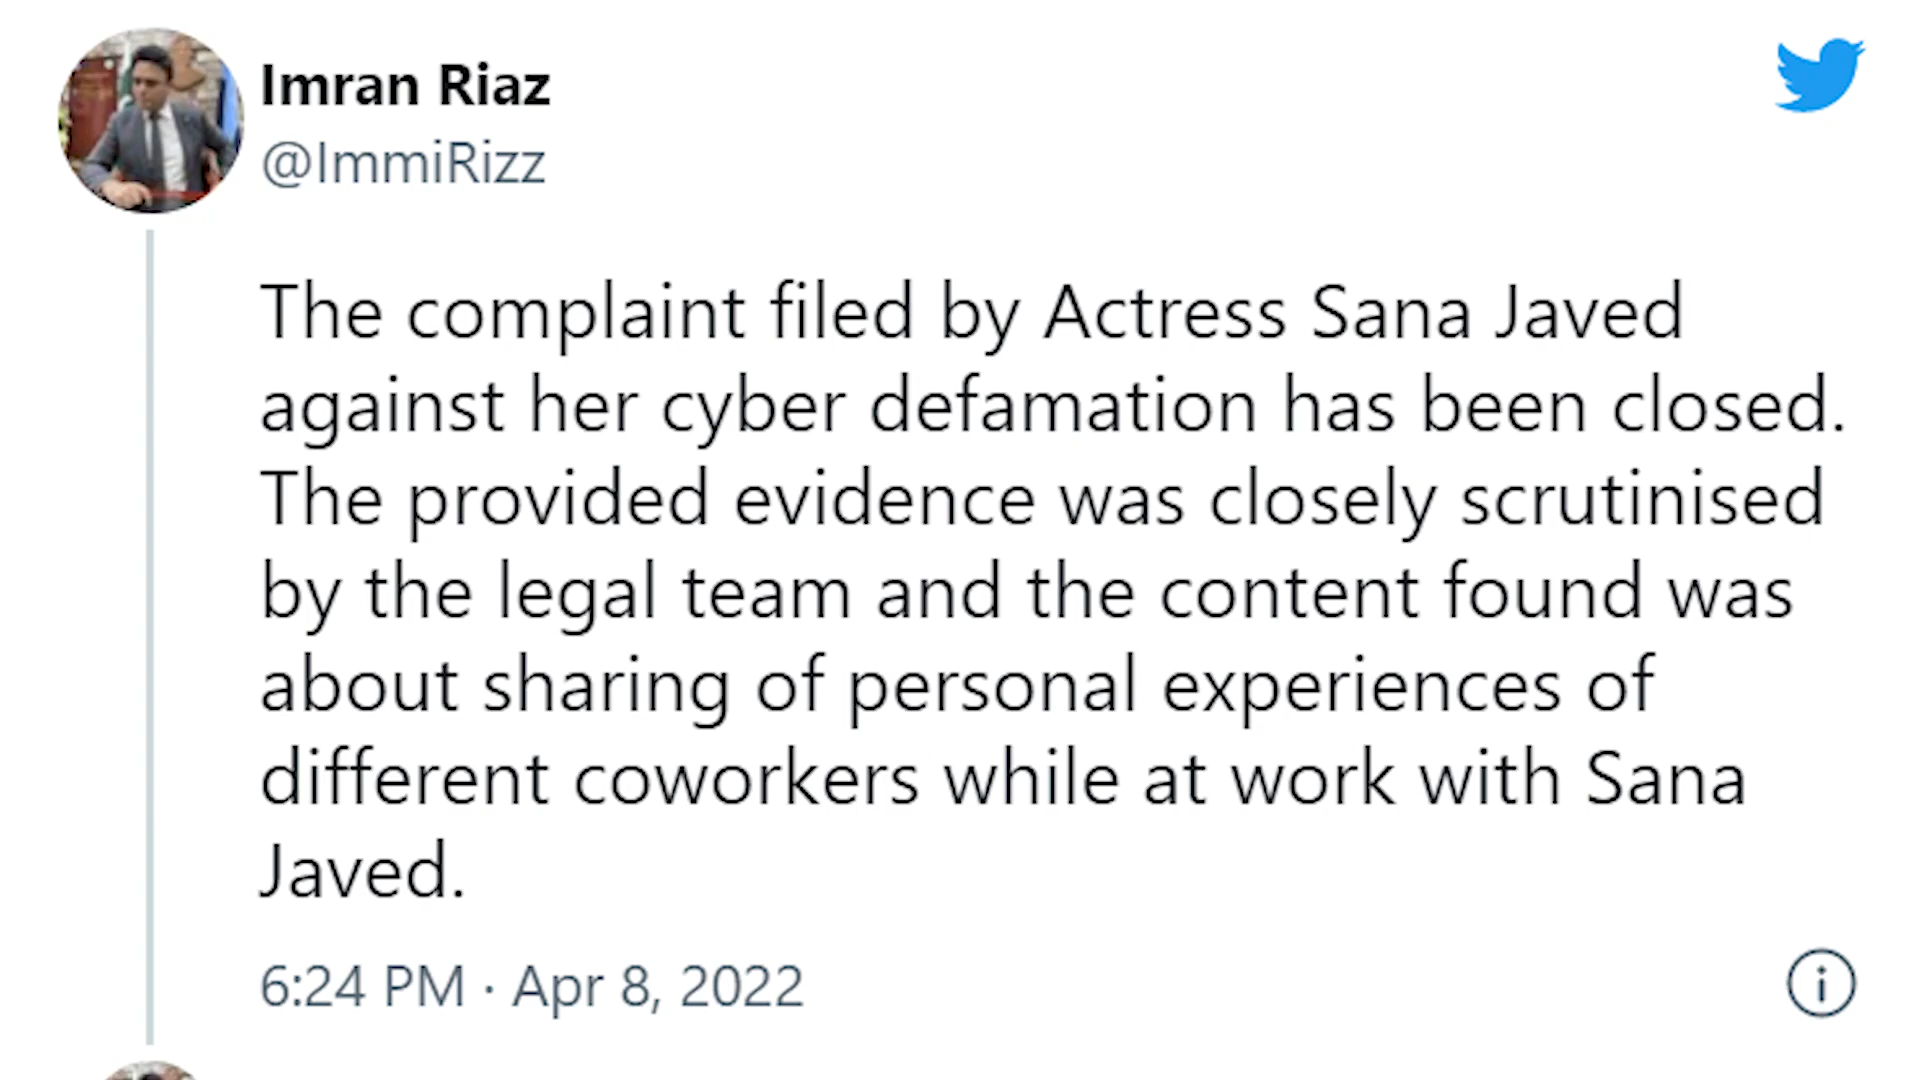 Imran Riaz
@ImmiRizz
The complaint filed by Actress Sana Javed
against her cyber defamation has been closed.
The provided evidence was closely scrutinised
by the legal team and the content found was
about sharing of personal experiences of
different coworkers while at work with Sana
Javed.
6:24 PM · Apr 8, 2022